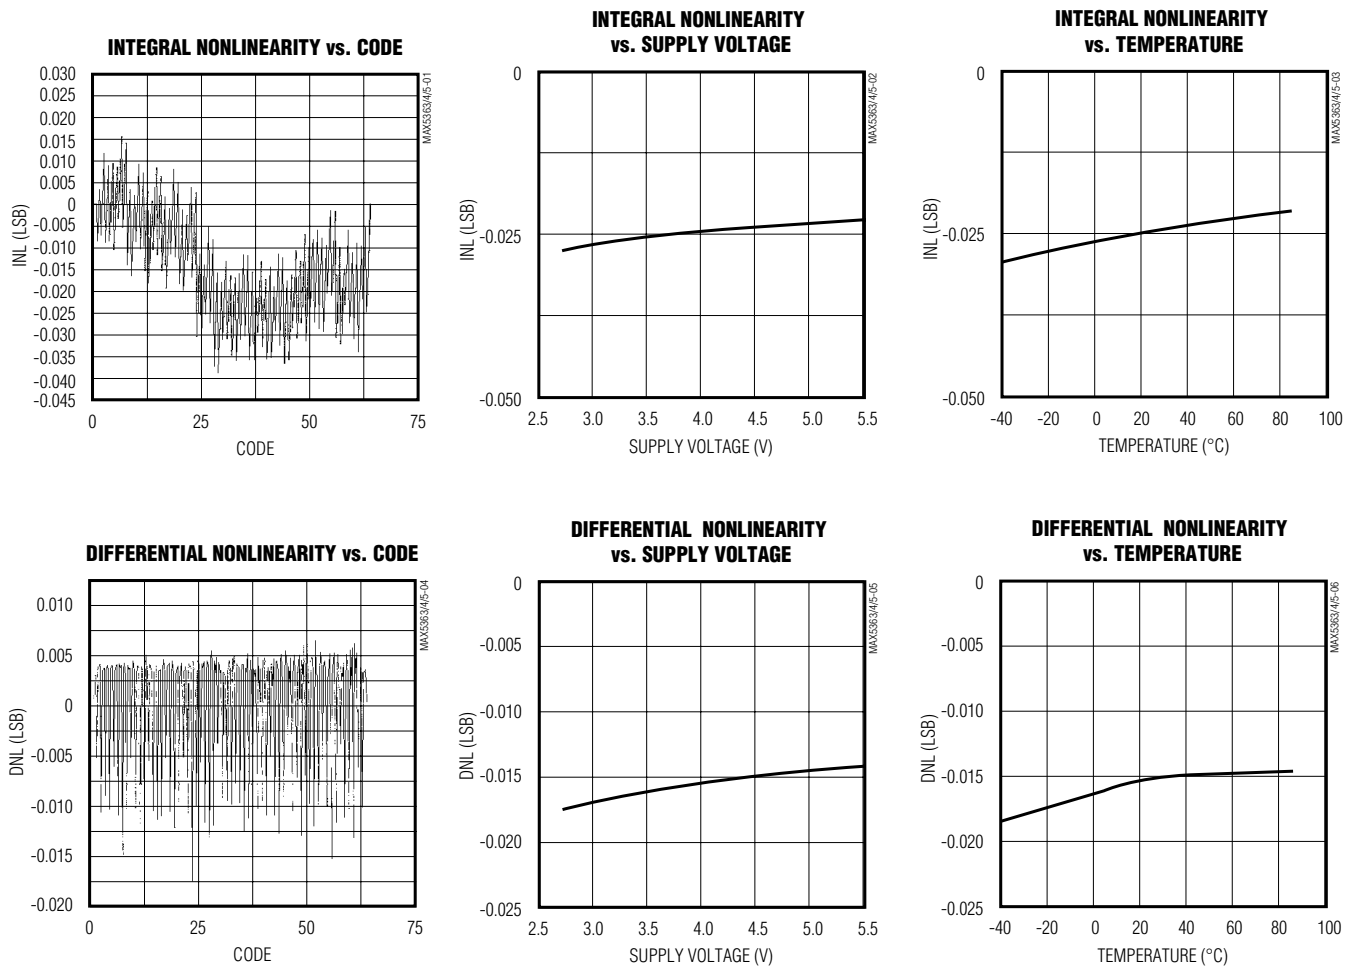 INTEGRAL NONLINEARITY vs. CODE
0.030
0.025
0.020
0.015
0.010
0.005
0
-0.005
-0.010
-0.015
-0.020
-0.025
-0.030
-0.035
-0.040
-0.045
INL (LSB)
0 25 50 75
CODE
MAX5363/4/5-01
INTEGRAL NONLINEARITY
vs. SUPPLY VOLTAGE
0
-0.025
-0.050
INL (LSB)
2.5 3.0 3.5 4.0 4.5 5.0 5.5
SUPPLY VOLTAGE (V)
MAX5363/4/5-02
INTEGRAL NONLINEARITY
vs. TEMPERATURE
0
-0.025
-0.050
INL (LSB)
-40 -20 0 20 40 60 80 100
TEMPERATURE (°C)
MAX5363/4/5-03
DIFFERENTIAL NONLINEARITY vs. CODE
0.010
0.005
0
-0.005
-0.010
-0.015
-0.020
DNL (LSB)
0 25 50 75
CODE
MAX5363/4/5-04
DIFFERENTIAL NONLINEARITY
vs. SUPPLY VOLTAGE
0
-0.005
-0.010
-0.015
-0.020
-0.025
DNL (LSB)
2.5 3.0 3.5 4.0 4.5 5.0 5.5
SUPPLY VOLTAGE (V)
MAX5363/4/5-05
DIFFERENTIAL NONLINEARITY
vs. TEMPERATURE
0
-0.005
-0.010
-0.015
-0.020
-0.025
DNL (LSB)
-40 -20 0 20 40 60 80 100
TEMPERATURE (°C)
MAX5363/4/5-06